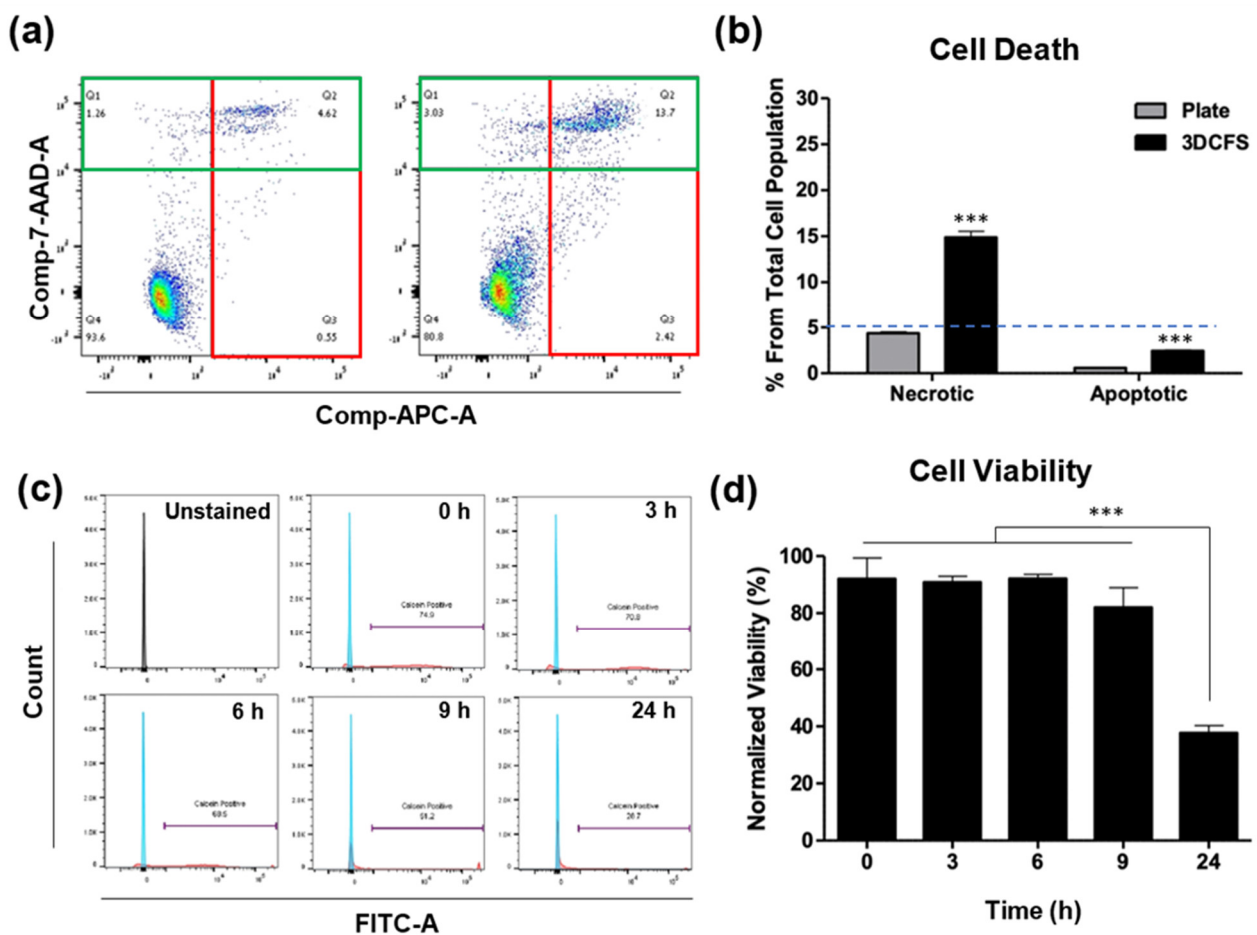 (a)
Comp-7-AAD-A
Q1
1.26
Q2
4.62
Q4
93.6
Q3
0.55
Q1
3.03
Q2
13.7
Q4
80.8
Q3
2.42
Comp-APC-A
(b)
Cell Death
% From Total Cell Population
30
25
20
15
10
5
0
Plate
3DCFS
***
***
Necrotic
Apoptotic
(c)
Count
Unstained
0 h
Calcein Positive
74.9
3 h
Calcein Positive
6 h
Calcein Positive
9 h
Calcein Positive
24 h
Calcein Positive
FITC-A
(d)
Cell Viability
***
Normalized Viability (%)
100
80
60
40
20
0
0 3 6 9 24
Time (h)